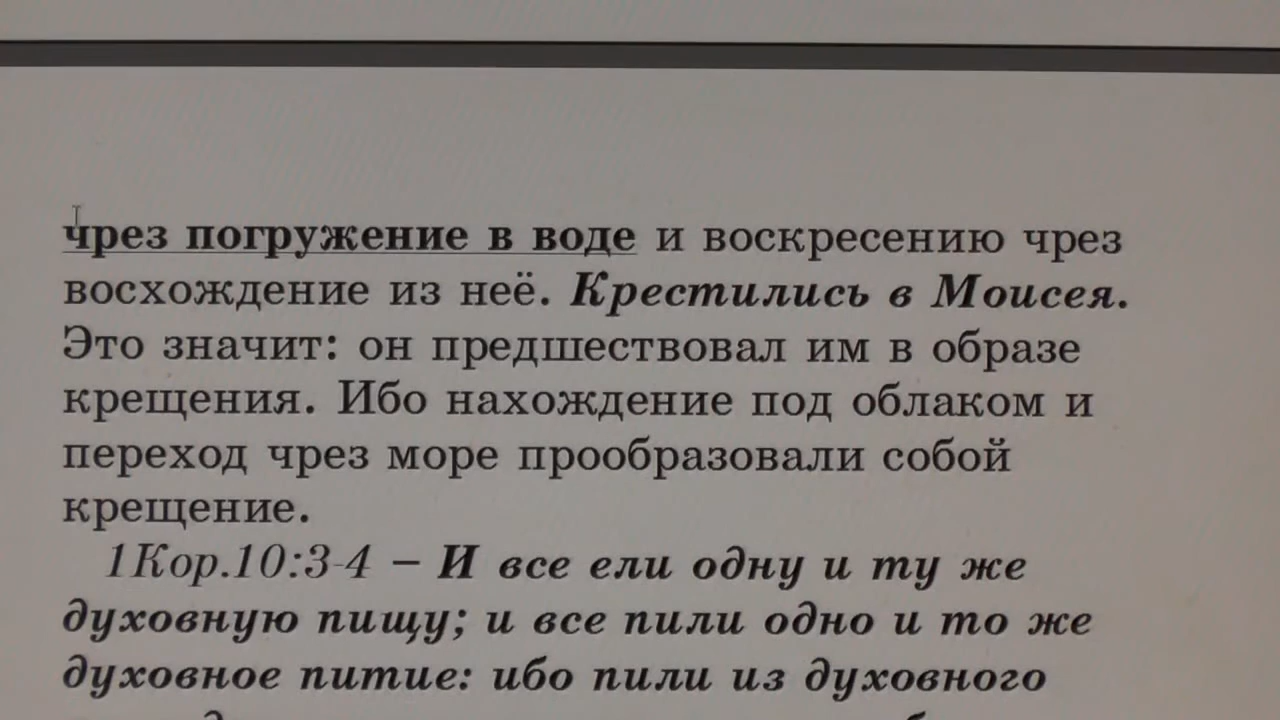 чрез погружение в воде и воскресению чрез
восхождение из неё. Крестились в Моисея.
Это значит: он предшествовал им в образе
крещения. Ибо нахождение под облаком и
переход чрез море прообразовали собой
крещение.
1Кор.10:3-4 – И все ели одну и ту же
духовную пищу; и все пили одно и то же
духовное питие: ибо пили из духовного